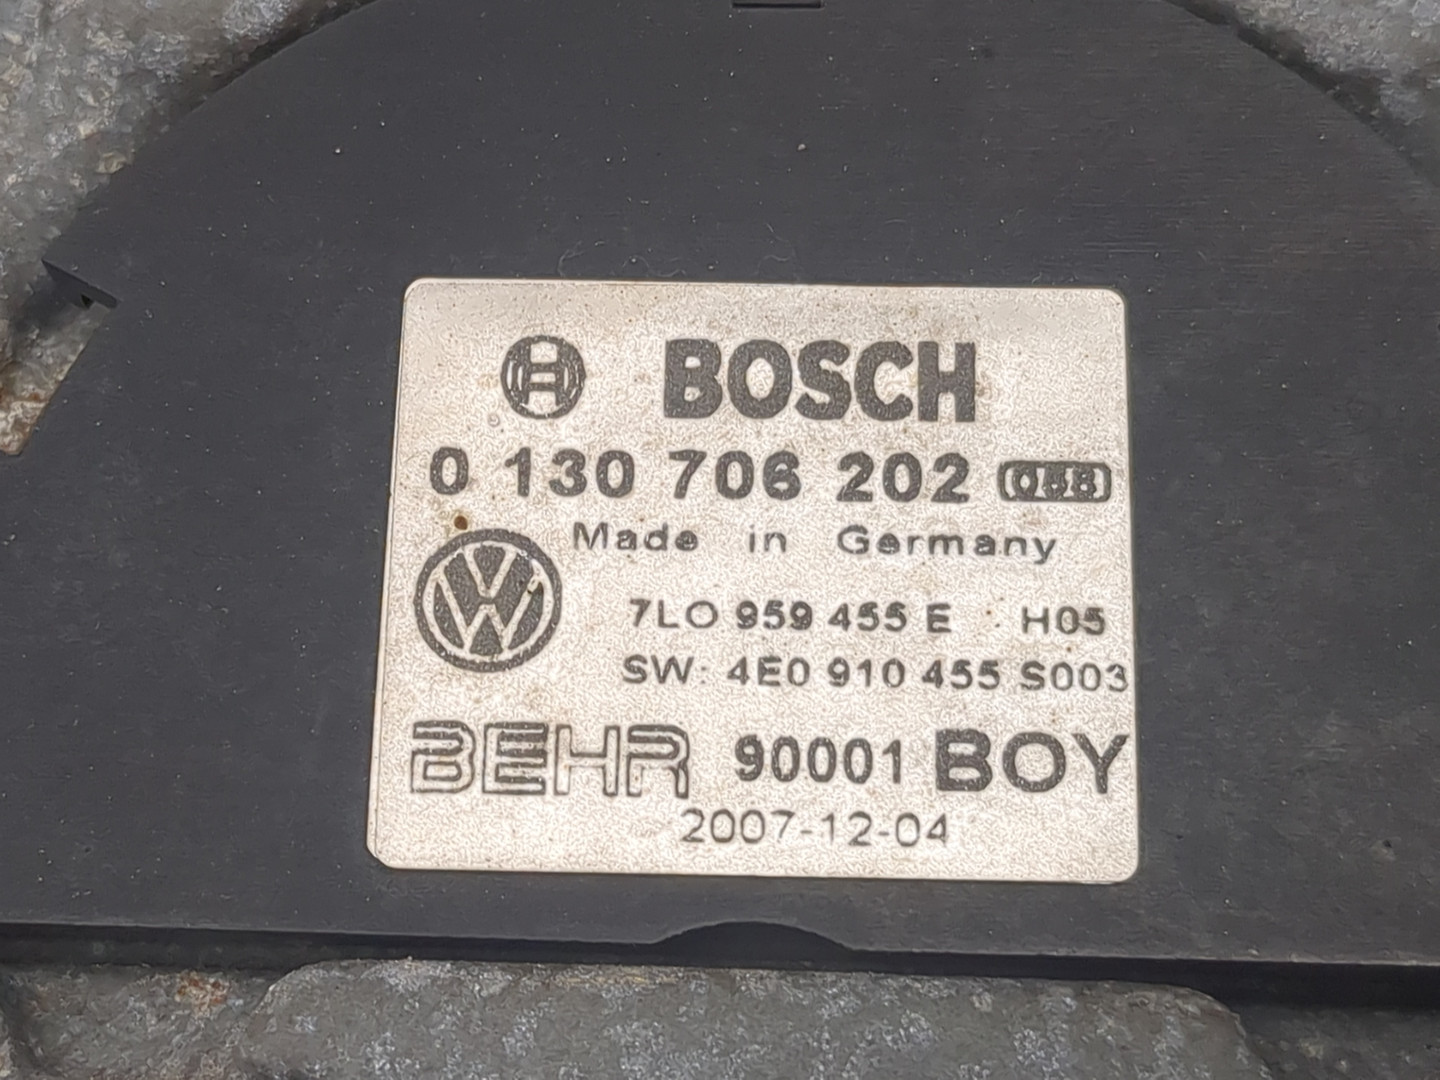 BOSCH
0 130 706 202
Made in Germany
7L0 959 455 E H05
SW: 4E0 910 455 S003
BEHR 90001 BOY
2007-12-04